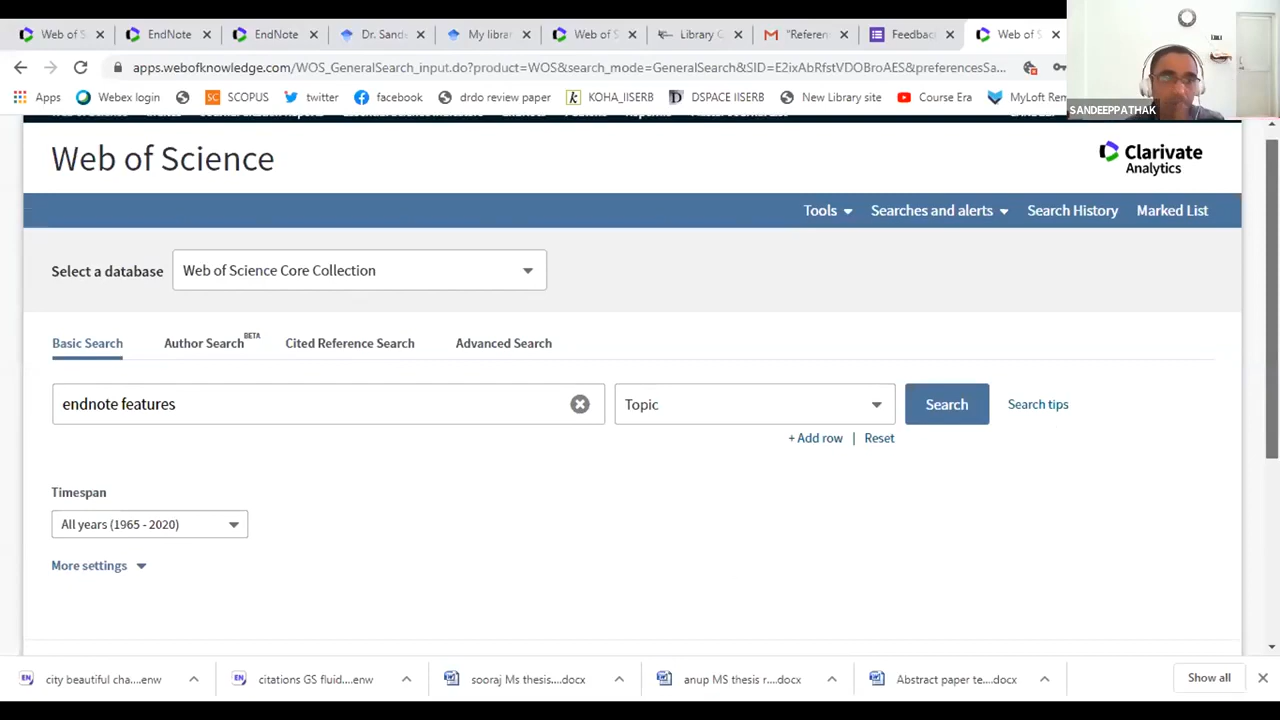 Web of S
EndNote
EndNote
Dr. Sand
My librar
Web of S
Library C
"Referen
Feedbac
Web of S
apps.webofknowledge.com/WOS_GeneralSearch_input.do?product=WOS&search_mode=GeneralSearch&SID=E2ixAbRfstVDOBroAES&preferencesSa...
Apps
Webex login
SCOPUS
twitter
facebook
drdo review paper
KOHA_IISERB
DSPACE IISERB
New Library site
Course Era
MyLoft Rem
SANDEEPPATHAK
Web of Science
Clarivate
Analytics
Tools
Searches and alerts
Search History
Marked List
Select a database
Web of Science Core Collection
Basic Search
Author Search BETA
Cited Reference Search
Advanced Search
endnote features
Topic
Search
Search tips
+ Add row | Reset
Timespan
All years (1965 - 2020)
More settings
city beautiful cha....enw
citations GS fluid....enw
sooraj Ms thesis....docx
anup MS thesis r....docx
Abstract paper te....docx
Show all